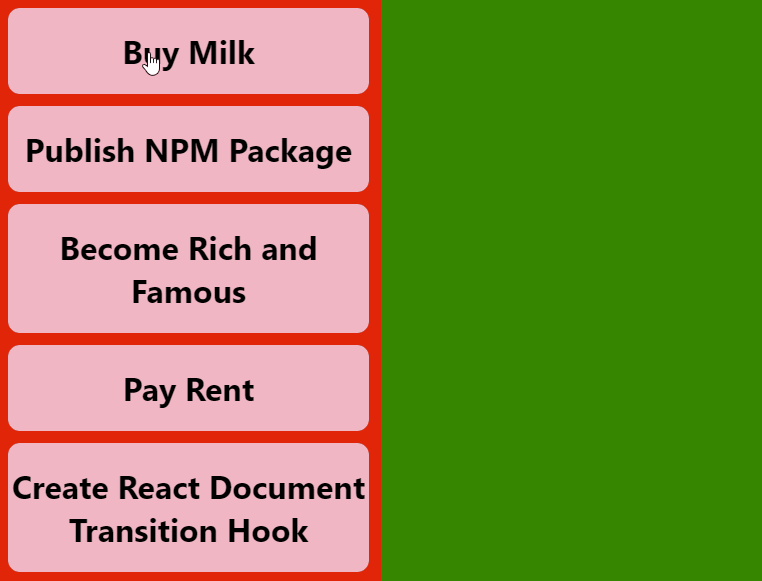 Buy Milk
Publish NPM Package
Become Rich and
Famous
Pay Rent
Create React Document
Transition Hook